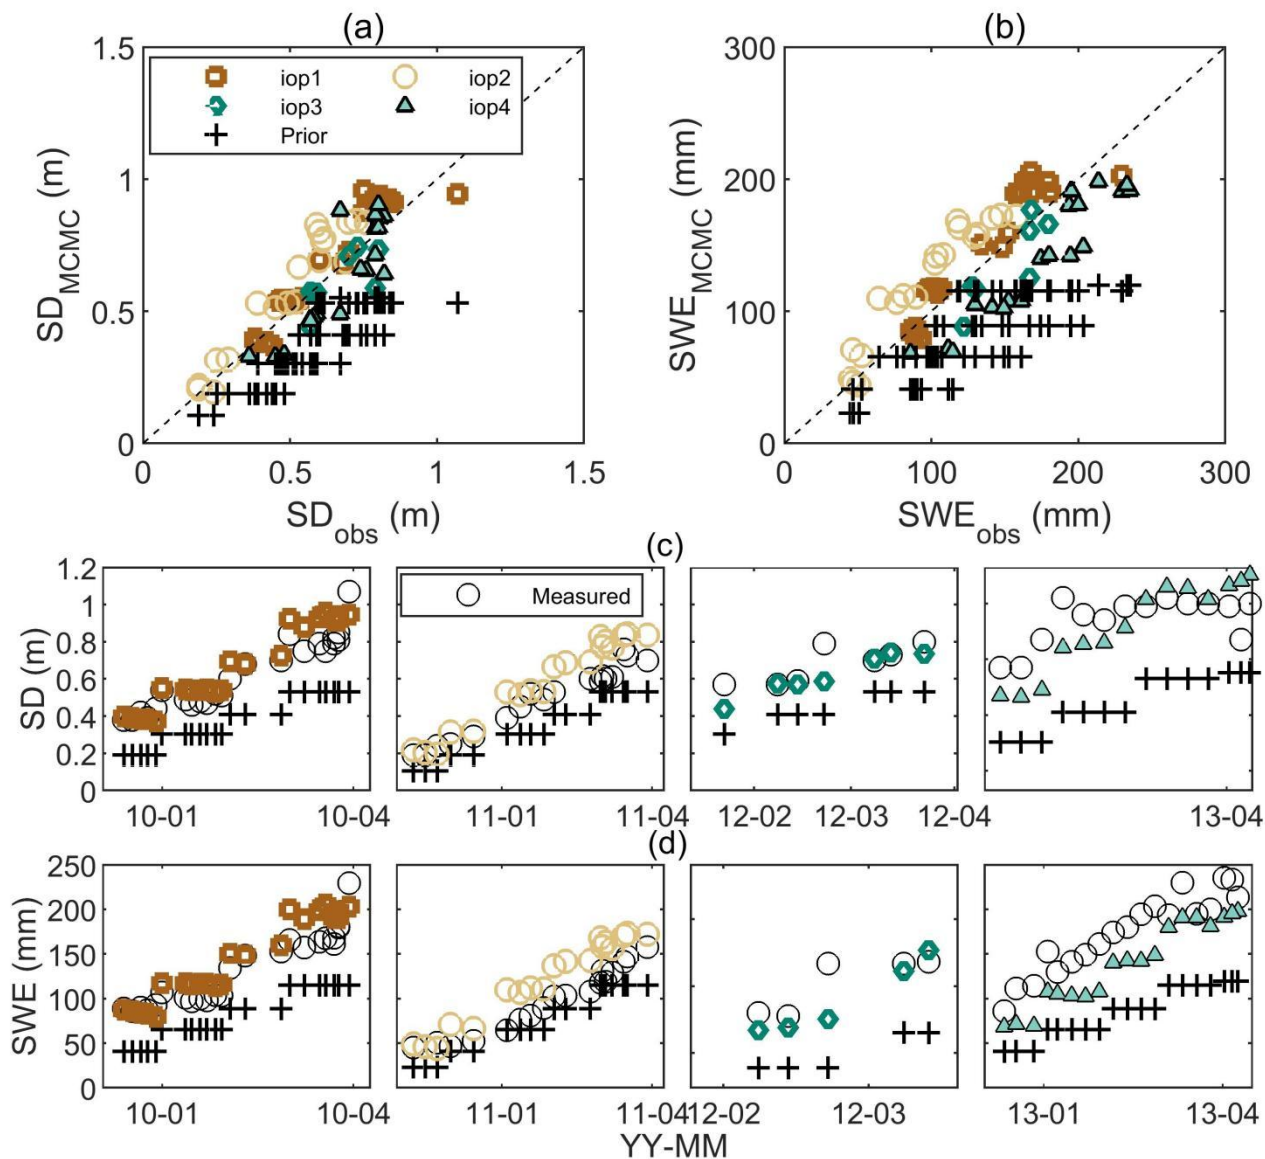 (a)
(b)
1.5
1
0.5
0
SD_MCMC (m)
iop1
iop2
iop3
iop4
Prior
0
0.5
1
1.5
SD_obs (m)
300
200
100
0
SWE_MCMC (mm)
0
100
200
300
SWE_obs (mm)
(c)
1.2
1
0.8
0.6
0.4
0.2
0
SD (m)
Measured
10-01
10-04
11-01
11-04
12-02
12-03
12-04
13-04
(d)
250
200
150
100
50
0
SWE (mm)
10-01
10-04
11-01
11-04
12-02
12-03
13-01
13-04
YY-MM